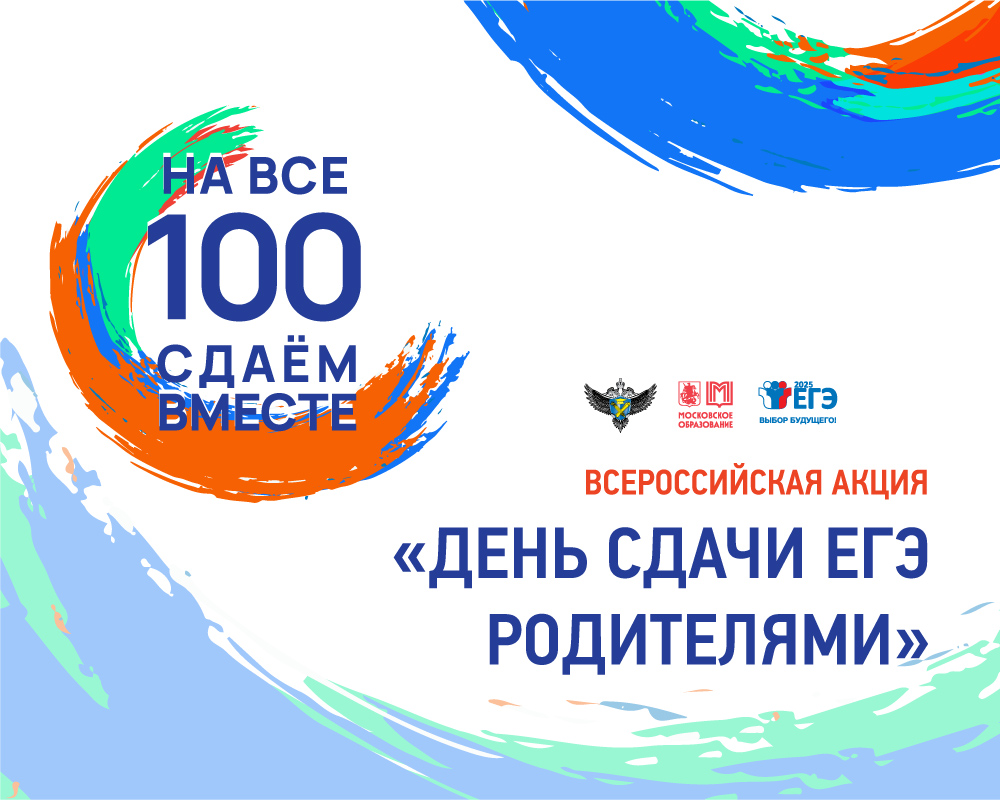 НА ВСЕ
100
СДАЁМ
ВМЕСТЕ
МОСКОВСКОЕ
ОБРАЗОВАНИЕ
2025
ЕГЭ
ВЫБОР БУДУЩЕГО!
ВСЕРОССИЙСКАЯ АКЦИЯ
«ДЕНЬ СДАЧИ ЕГЭ
РОДИТЕЛЯМИ»